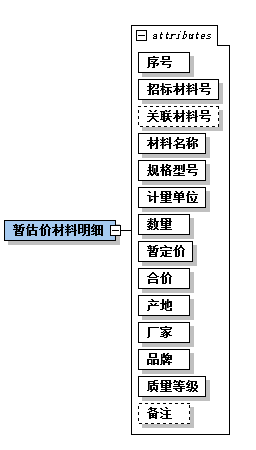 attributes
序号
招标材料号
关联材料号
材料名称
规格型号
计量单位
暂估价材料明细
数量
暂定价
合价
产地
厂家
品牌
质量等级
备注